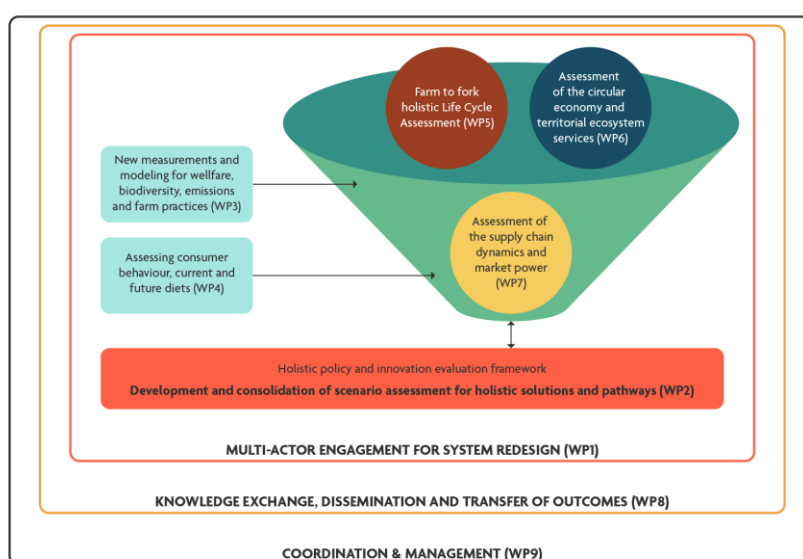 Farm to fork
holistic Life Cycle
Assessment (WP5)
Assessment
of the circular
economy and
territorial ecosystem
services (WP6)
New measurements and
modeling for wellfare,
biodiversity, emissions
and farm practices (WP3)
Assessment of
the supply chain
dynamics and
market power
(WP7)
Assessing consumer
behaviour, current and
future diets (WP4)
Holistic policy and innovation evaluation framework
Development and consolidation of scenario assessment for holistic solutions and pathways (WP2)
MULTI-ACTOR ENGAGEMENT FOR SYSTEM REDESIGN (WP1)
KNOWLEDGE EXCHANGE, DISSEMINATION AND TRANSFER OF OUTCOMES (WP8)
COORDINATION & MANAGEMENT (WP9)